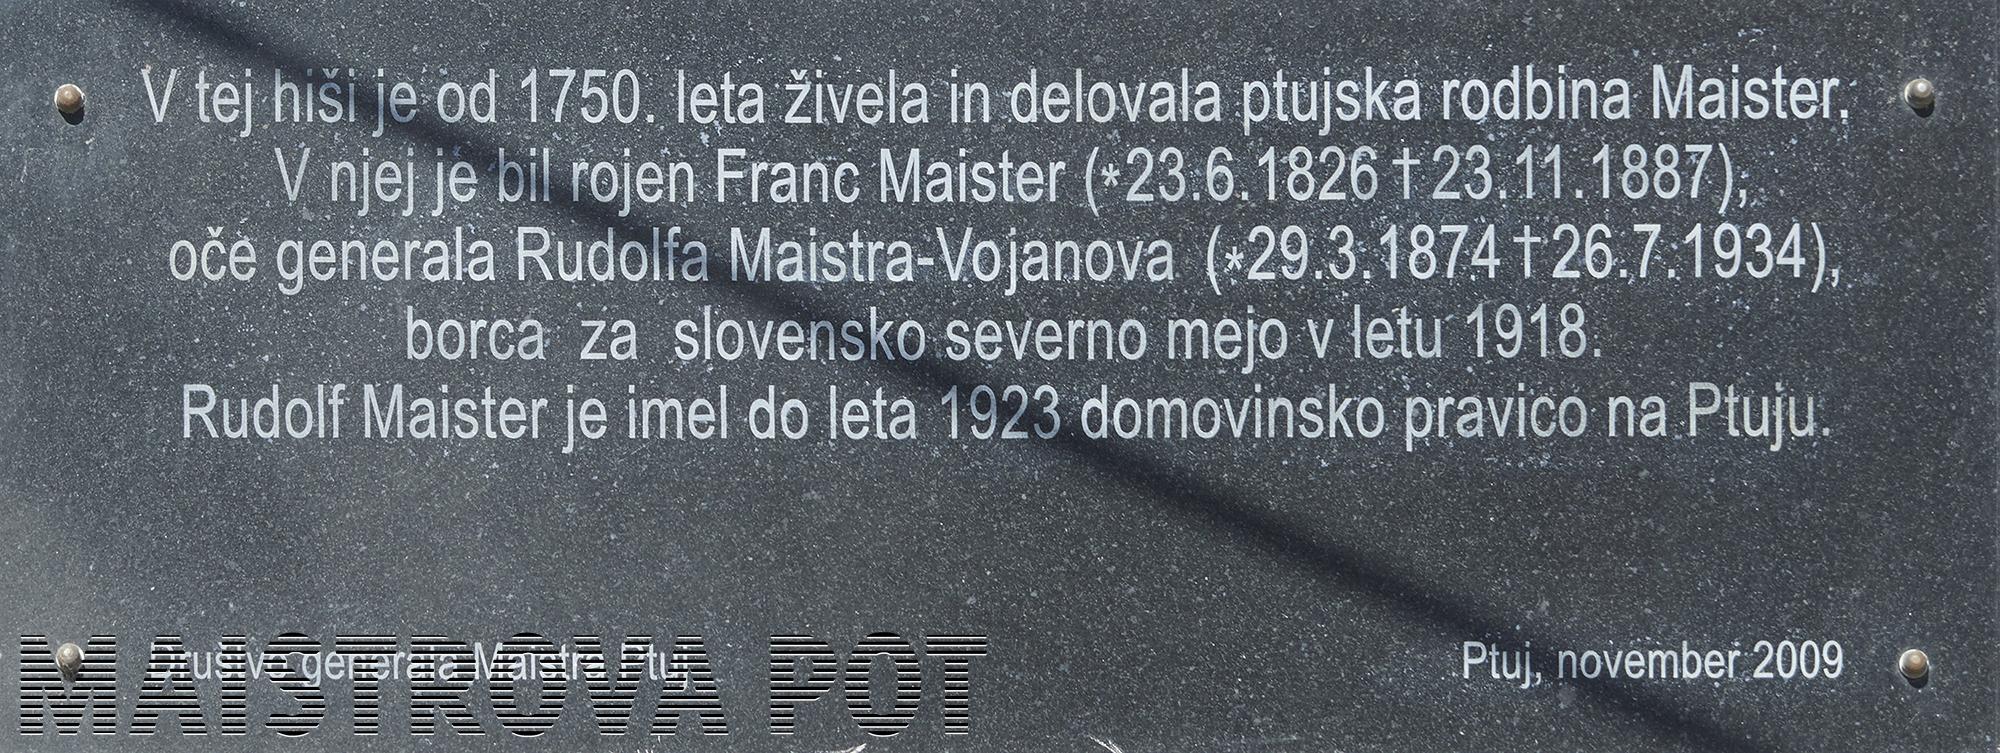 V tej hiši je od 1750. leta živela in delovala ptujska rodbina Maister.
V njej je bil rojen Franc Maister (*23.6.1826 †23.11.1887),
oče generala Rudolfa Maistra-Vojanova (*29.3.1874 †26.7.1934),
borca za slovensko severno mejo v letu 1918.
Rudolf Maister je imel do leta 1923 domovinsko pravico na Ptuju.
Društvo generala Maistra Ptuj
Ptuj, november 2009
MAISTROVA POT